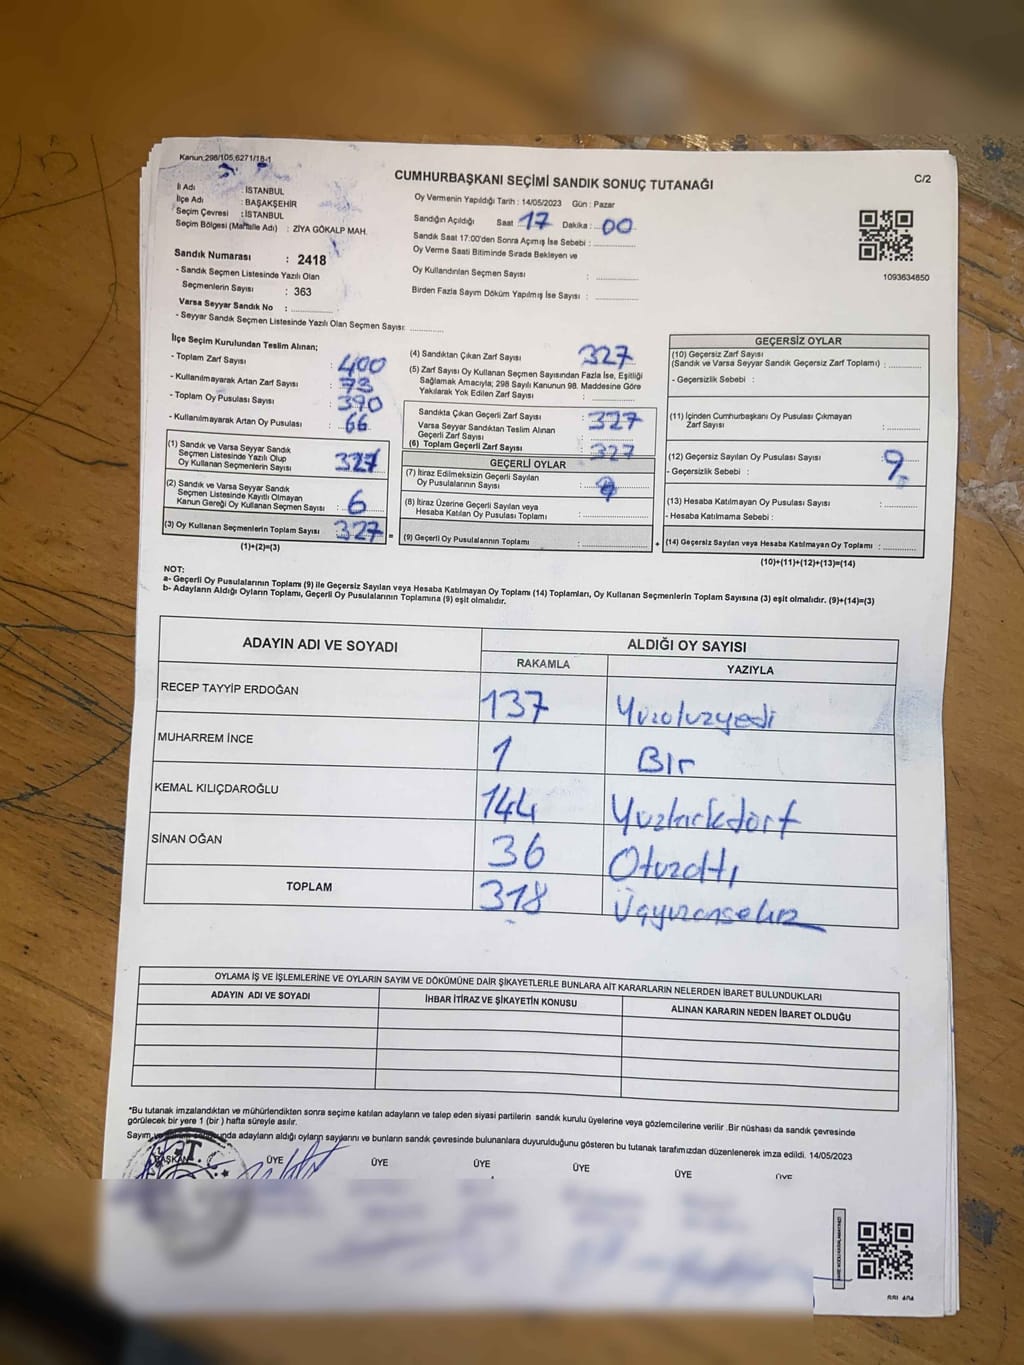 Kanun,298/105,6271/18-1
CUMHURBAŞKANI SEÇİMİ SANDIK SONUÇ TUTANAĞI
C/2
İl Adı : İSTANBUL
İlçe Adı : BAŞAKŞEHİR
Seçim Çevresi : İSTANBUL
Seçim Bölgesi (Mahalle Adı) : ZİYA GÖKALP MAH.
Oy Vermenin Yapıldığı Tarih : 14/05/2023 Gün : Pazar
Sandığın Açıldığı Saat 17 Dakika : 00
Sandık Saat 17:00'den Sonra Açımış İse Sebebi :
Oy Verme Saati Bitiminde Sırada Bekleyen ve
Oy Kullandırılan Seçmen Sayısı :
Birden Fazla Sayım Döküm Yapılmış İse Sayısı :
1093634850
Sandık Numarası : 2418
- Sandık Seçmen Listesinde Yazılı Olan
Seçmenlerin Sayısı : 363
Varsa Seyyar Sandık No :
- Seyyar Sandık Seçmen Listesinde Yazılı Olan Seçmen Sayısı:
İlçe Seçim Kurulundan Teslim Alınan;
- Toplam Zarf Sayısı : 400
- Kullanılmayarak Artan Zarf Sayısı : 73
- Toplam Oy Pusulası Sayısı : 390
- Kullanılmayarak Artan Oy Pusulası : 66
(1) Sandık ve Varsa Seyyar Sandık
Seçmen Listesinde Yazılı Olup
Oy Kullanan Seçmenlerin Sayısı : 327
(2) Sandık ve Varsa Seyyar Sandık
Seçmen Listesinde Kayıtlı Olmayan
Kanun Gereği Oy Kullanan Seçmen Sayısı : 6
(3) Oy Kullanan Seçmenlerin Toplam Sayısı : 327 =
(1)+(2)=(3)
(4) Sandıktan Çıkan Zarf Sayısı : 327
(5) Zarf Sayısı Oy Kullanan Seçmen Sayısından Fazla İse, Eşitliği
Sağlamak Amacıyla; 298 Sayılı Kanunun 98. Maddesine Göre
Yakılarak Yok Edilen Zarf Sayısı :
Sandıkta Çıkan Geçerli Zarf Sayısı : 327
Varsa Seyyar Sandıktan Teslim Alınan
Geçerli Zarf Sayısı :
(6) Toplam Geçerli Zarf Sayısı : 327
GEÇERLİ OYLAR
(7) İtiraz Edilmeksizin Geçerli Sayılan
Oy Pusulalarının Sayısı :
(8) İtiraz Üzerine Geçerli Sayılan veya
Hesaba Katılan Oy Pusulası Toplamı :
(9) Geçerli Oy Pusulalarının Toplamı : +
GEÇERSİZ OYLAR
(10) Geçersiz Zarf Sayısı
(Sandık ve Varsa Seyyar Sandık Geçersiz Zarf Toplamı) :
- Geçersizlik Sebebi :
(11) İçinden Cumhurbaşkanı Oy Pusulası Çıkmayan
Zarf Sayısı :
(12) Geçersiz Sayılan Oy Pusulası Sayısı : 9
- Geçersizlik Sebebi :
(13) Hesaba Katılmayan Oy Pusulası Sayısı :
- Hesaba Katılmama Sebebi :
(14) Geçersiz Sayılan veya Hesaba Katılmayan Oy Toplamı :
(10)+(11)+(12)+(13)=(14)
NOT:
a- Geçerli Oy Pusulalarının Toplamı (9) ile Geçersiz Sayılan veya Hesaba Katılmayan Oy Toplamı (14) Toplamları, Oy Kullanan Seçmenlerin Toplam Sayısına (3) eşit olmalıdır. (9)+(14)=(3)
b- Adayların Aldığı Oyların Toplamı, Geçerli Oy Pusulalarının Toplamına (9) eşit olmalıdır.
ADAYIN ADI VE SOYADI
ALDIĞI OY SAYISI
RAKAMLA YAZIYLA
RECEP TAYYİP ERDOĞAN 137 Yüzotuzyedi
MUHARREM İNCE 1 Bir
KEMAL KILIÇDAROĞLU 144 Yüzkırkdört
SİNAN OĞAN 36 Otuzaltı
TOPLAM 318 Üçyüzonsekiz
OYLAMA İŞ VE İŞLEMLERİNE VE OYLARIN SAYIM VE DÖKÜMÜNE DAİR ŞİKAYETLERLE BUNLARA AİT KARARLARIN NELERDEN İBARET BULUNDUKLARI
ADAYIN ADI VE SOYADI İHBAR İTİRAZ VE ŞİKAYETİN KONUSU ALINAN KARARIN NEDEN İBARET OLDUĞU
*Bu tutanak imzalandıktan ve mühürlendikten sonra seçime katılan adayların ve talep eden siyasi partilerin sandık kurulu üyelerine veya gözlemcilerine verilir .Bir nüshası da sandık çevresinde
görülecek bir yere 1 (bir ) hafta süreyle asılır.
Sayım adayların aldığı oyların sayılarını ve bunların sandık çevresinde bulunanlara duyurulduğunu gösteren bu tutanak tarafımızdan düzenlenerek imza edildi. 14/05/2023
BAŞKAN ÜYE ÜYE ÜYE ÜYE ÜYE ÜYE